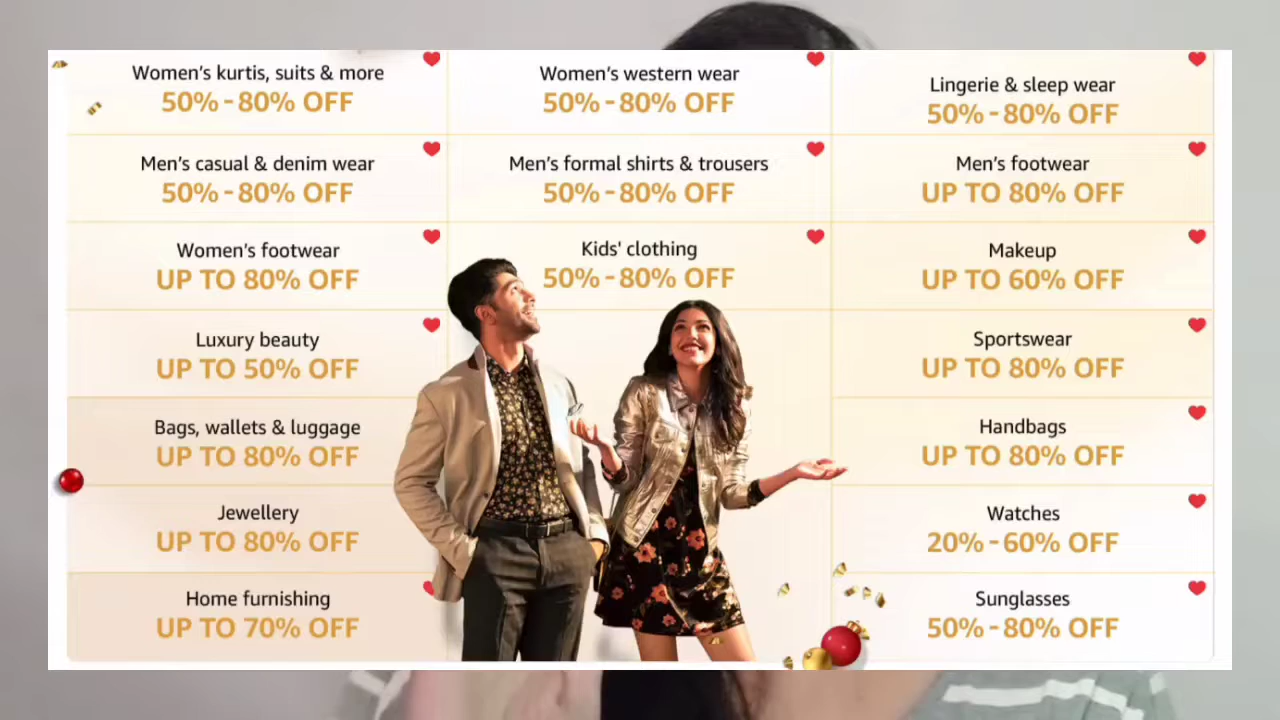 Women's kurtis, suits & more
50%-80% OFF
Women's western wear
50%-80% OFF
Lingerie & sleep wear
50%-80% OFF
Men's casual & denim wear
50%-80% OFF
Men's formal shirts & trousers
50%-80% OFF
Men's footwear
UP TO 80% OFF
Women's footwear
UP TO 80% OFF
Kids' clothing
50%-80% OFF
Makeup
UP TO 60% OFF
Luxury beauty
UP TO 50% OFF
Sportswear
UP TO 80% OFF
Bags, wallets & luggage
UP TO 80% OFF
Handbags
UP TO 80% OFF
Jewellery
UP TO 80% OFF
Watches
20%-60% OFF
Home furnishing
UP TO 70% OFF
Sunglasses
50%-80% OFF